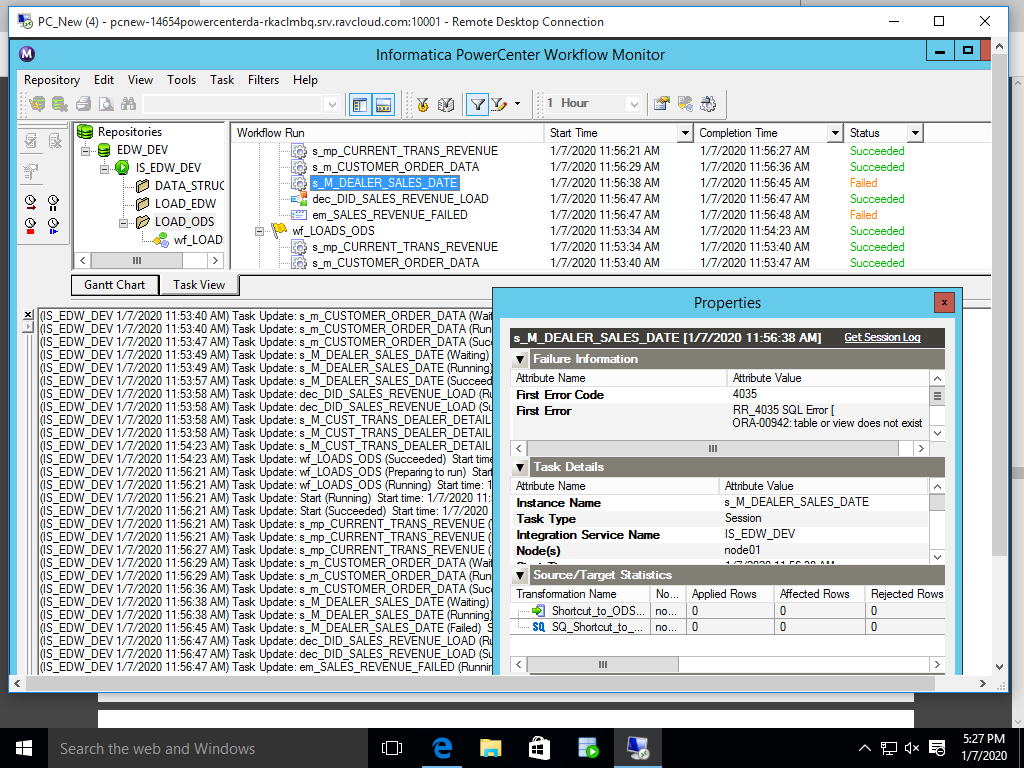 PC_New (4) - pcnew-14654powercenterda-rkaclmbq.srv.ravcloud.com:10001 - Remote Desktop Connection
Informatica PowerCenter Workflow Monitor
Repository Edit View Tools Task Filters Help
1 Hour
Repositories
EDW_DEV
IS_EDW_DEV
DATA_STRUC
LOAD_EDW
LOAD_ODS
wf_LOAD
Workflow Run Start Time Completion Time Status
s_mp_CURRENT_TRANS_REVENUE 1/7/2020 11:56:21 AM 1/7/2020 11:56:27 AM Succeeded
s_m_CUSTOMER_ORDER_DATA 1/7/2020 11:56:29 AM 1/7/2020 11:56:36 AM Succeeded
s_M_DEALER_SALES_DATE 1/7/2020 11:56:38 AM 1/7/2020 11:56:45 AM Failed
dec_DID_SALES_REVENUE_LOAD 1/7/2020 11:56:47 AM 1/7/2020 11:56:47 AM Succeeded
em_SALES_REVENUE_FAILED 1/7/2020 11:56:47 AM 1/7/2020 11:56:48 AM Failed
wf_LOADS_ODS 1/7/2020 11:53:34 AM 1/7/2020 11:54:23 AM Succeeded
s_mp_CURRENT_TRANS_REVENUE 1/7/2020 11:53:34 AM 1/7/2020 11:53:40 AM Succeeded
s_m_CUSTOMER_ORDER_DATA 1/7/2020 11:53:40 AM 1/7/2020 11:53:47 AM Succeeded
Gantt Chart Task View
(IS_EDW_DEV 1/7/2020 11:53:40 AM) Task Update: s_m_CUSTOMER_ORDER_DATA (Wai
(IS_EDW_DEV 1/7/2020 11:53:40 AM) Task Update: s_m_CUSTOMER_ORDER_DATA (Run
(IS_EDW_DEV 1/7/2020 11:53:47 AM) Task Update: s_m_CUSTOMER_ORDER_DATA (Suc
(IS_EDW_DEV 1/7/2020 11:53:49 AM) Task Update: s_M_DEALER_SALES_DATE (Waiting)
(IS_EDW_DEV 1/7/2020 11:53:49 AM) Task Update: s_M_DEALER_SALES_DATE (Running)
(IS_EDW_DEV 1/7/2020 11:53:57 AM) Task Update: s_M_DEALER_SALES_DATE (Succeed
(IS_EDW_DEV 1/7/2020 11:53:58 AM) Task Update: dec_DID_SALES_REVENUE_LOAD (Ru
(IS_EDW_DEV 1/7/2020 11:53:58 AM) Task Update: dec_DID_SALES_REVENUE_LOAD (Su
(IS_EDW_DEV 1/7/2020 11:53:58 AM) Task Update: s_M_CUST_TRANS_DEALER_DETAIL
(IS_EDW_DEV 1/7/2020 11:53:58 AM) Task Update: s_M_CUST_TRANS_DEALER_DETAIL
(IS_EDW_DEV 1/7/2020 11:54:23 AM) Task Update: s_M_CUST_TRANS_DEALER_DETAIL
(IS_EDW_DEV 1/7/2020 11:54:23 AM) Task Update: wf_LOADS_ODS (Succeeded) Start time
(IS_EDW_DEV 1/7/2020 11:56:21 AM) Task Update: wf_LOADS_ODS (Preparing to run) Start
(IS_EDW_DEV 1/7/2020 11:56:21 AM) Task Update: wf_LOADS_ODS (Running) Start time: 1
(IS_EDW_DEV 1/7/2020 11:56:21 AM) Task Update: Start (Running) Start time: 1/7/2020 11:
(IS_EDW_DEV 1/7/2020 11:56:21 AM) Task Update: Start (Succeeded) Start time: 1/7/2020
(IS_EDW_DEV 1/7/2020 11:56:21 AM) Task Update: s_mp_CURRENT_TRANS_REVENUE (
(IS_EDW_DEV 1/7/2020 11:56:21 AM) Task Update: s_mp_CURRENT_TRANS_REVENUE (
(IS_EDW_DEV 1/7/2020 11:56:27 AM) Task Update: s_mp_CURRENT_TRANS_REVENUE (
(IS_EDW_DEV 1/7/2020 11:56:29 AM) Task Update: s_m_CUSTOMER_ORDER_DATA (Wai
(IS_EDW_DEV 1/7/2020 11:56:29 AM) Task Update: s_m_CUSTOMER_ORDER_DATA (Run
(IS_EDW_DEV 1/7/2020 11:56:36 AM) Task Update: s_m_CUSTOMER_ORDER_DATA (Suc
(IS_EDW_DEV 1/7/2020 11:56:38 AM) Task Update: s_M_DEALER_SALES_DATE (Waiting)
(IS_EDW_DEV 1/7/2020 11:56:38 AM) Task Update: s_M_DEALER_SALES_DATE (Running)
(IS_EDW_DEV 1/7/2020 11:56:45 AM) Task Update: s_M_DEALER_SALES_DATE (Failed) S
(IS_EDW_DEV 1/7/2020 11:56:47 AM) Task Update: dec_DID_SALES_REVENUE_LOAD (Ru
(IS_EDW_DEV 1/7/2020 11:56:47 AM) Task Update: dec_DID_SALES_REVENUE_LOAD (Su
(IS_EDW_DEV 1/7/2020 11:56:47 AM) Task Update: em_SALES_REVENUE_FAILED (Runnin
Properties
s_M_DEALER_SALES_DATE [1/7/2020 11:56:38 AM] Get Session Log
Failure Information
Attribute Name Attribute Value
First Error Code 4035
First Error RR_4035 SQL Error [
ORA-00942: table or view does not exist
Task Details
Attribute Name Attribute Value
Instance Name s_M_DEALER_SALES_DATE
Task Type Session
Integration Service Name IS_EDW_DEV
Node(s) node01
Source/Target Statistics
Transformation Name No... Applied Rows Affected Rows Rejected Rows
Shortcut_to_ODS... no... 0 0 0
SQ SQ_Shortcut_to_... no... 0 0 0
Search the web and Windows
5:27 PM
1/7/2020